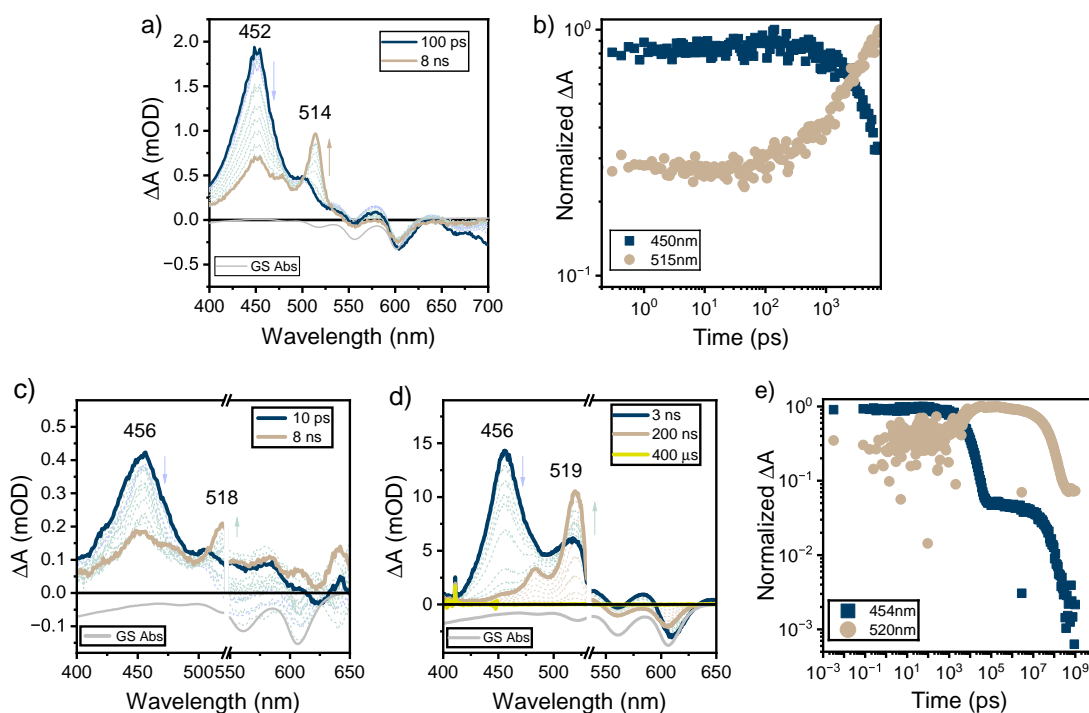 a)
452
100 ps
8 ns
514
2.0
1.5
1.0
0.5
0.0
−0.5
ΔA (mOD)
GS Abs
400 450 500 550 600 650 700
Wavelength (nm)
b)
10⁰
10⁻¹
Normalized ΔA
450nm
515nm
10⁰ 10¹ 10² 10³
Time (ps)
c)
456
10 ps
8 ns
518
0.5
0.4
0.3
0.2
0.1
0.0
−0.1
ΔA (mOD)
GS Abs
400 450 500 550 600 650
Wavelength (nm)
d)
456
3 ns
200 ns
400 µs
519
15
10
5
0
ΔA (mOD)
GS Abs
400 450 500 550 600 650
Wavelength (nm)
e)
10⁰
10⁻¹
10⁻²
10⁻³
Normalized ΔA
454nm
520nm
10⁻³ 10⁻¹ 10¹ 10³ 10⁵ 10⁷ 10⁹
Time (ps)